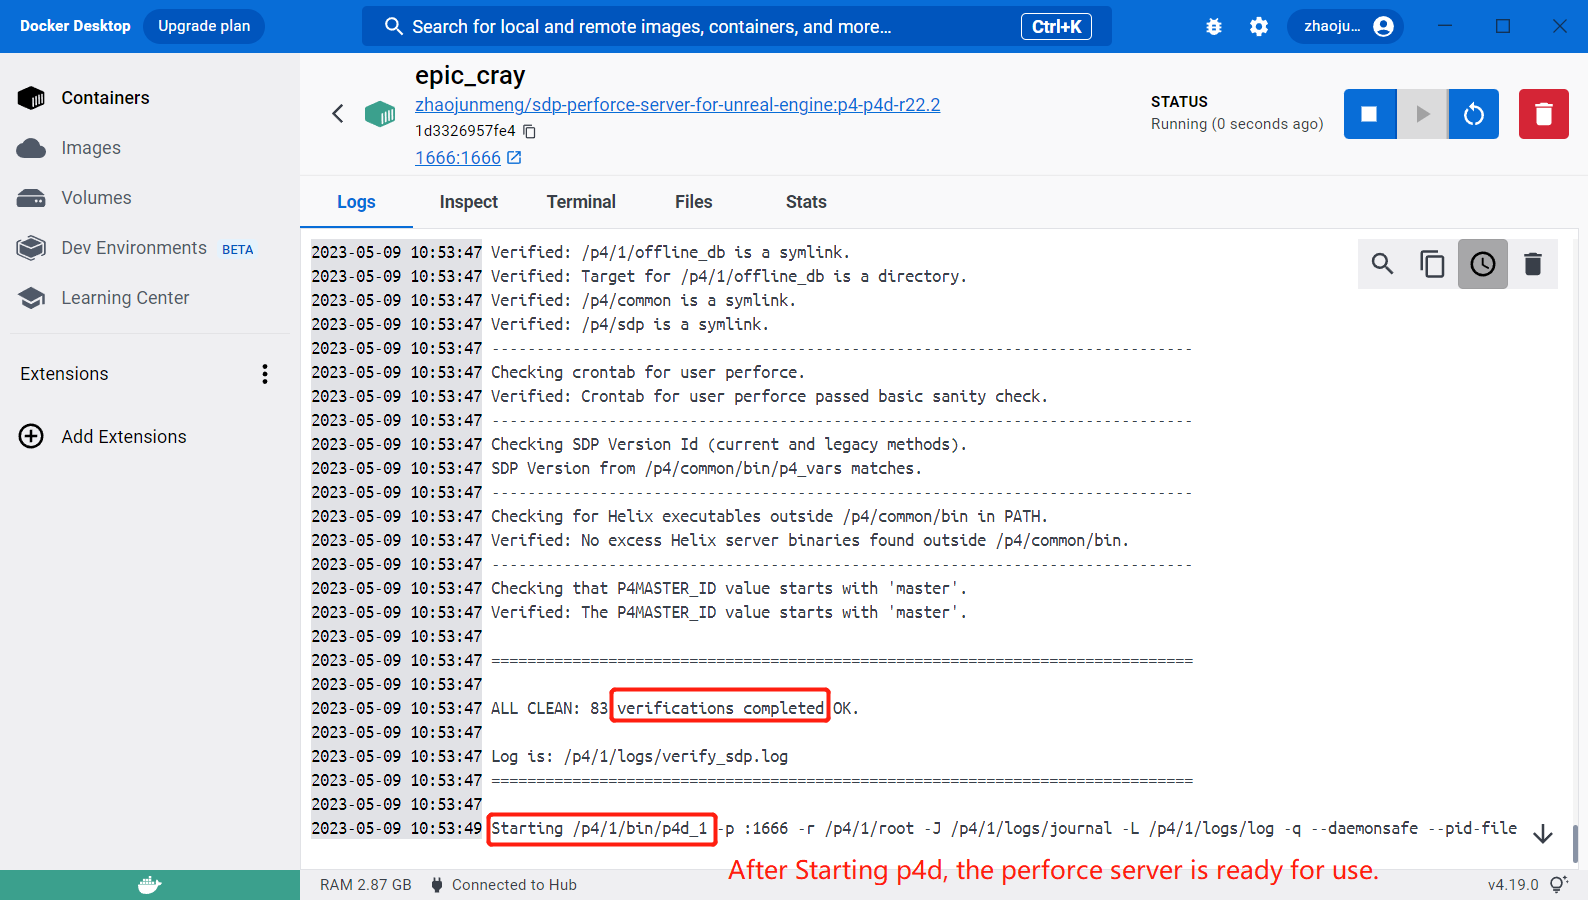 Docker Desktop
Upgrade plan
Search for local and remote images, containers, and more...
Ctrl+K
zhaoju...
Containers
Images
Volumes
Dev Environments BETA
Learning Center
Extensions
Add Extensions
epic_cray
zhaojunmeng/sdp-perforce-server-for-unreal-engine:p4-p4d-r22.2
1d3326957fe4
1666:1666
STATUS
Running (0 seconds ago)
Logs
Inspect
Terminal
Files
Stats
2023-05-09 10:53:47 Verified: /p4/1/offline_db is a symlink.
2023-05-09 10:53:47 Verified: Target for /p4/1/offline_db is a directory.
2023-05-09 10:53:47 Verified: /p4/common is a symlink.
2023-05-09 10:53:47 Verified: /p4/sdp is a symlink.
2023-05-09 10:53:47 ------------------------------------------------------------------------------
2023-05-09 10:53:47 Checking crontab for user perforce.
2023-05-09 10:53:47 Verified: Crontab for user perforce passed basic sanity check.
2023-05-09 10:53:47 ------------------------------------------------------------------------------
2023-05-09 10:53:47 Checking SDP Version Id (current and legacy methods).
2023-05-09 10:53:47 SDP Version from /p4/common/bin/p4_vars matches.
2023-05-09 10:53:47 ------------------------------------------------------------------------------
2023-05-09 10:53:47 Checking for Helix executables outside /p4/common/bin in PATH.
2023-05-09 10:53:47 Verified: No excess Helix server binaries found outside /p4/common/bin.
2023-05-09 10:53:47 ------------------------------------------------------------------------------
2023-05-09 10:53:47 Checking that P4MASTER_ID value starts with 'master'.
2023-05-09 10:53:47 Verified: The P4MASTER_ID value starts with 'master'.
2023-05-09 10:53:47
2023-05-09 10:53:47 ==============================================================================
2023-05-09 10:53:47
2023-05-09 10:53:47 ALL CLEAN: 83 verifications completed OK.
2023-05-09 10:53:47
2023-05-09 10:53:47 Log is: /p4/1/logs/verify_sdp.log
2023-05-09 10:53:47 ==============================================================================
2023-05-09 10:53:47
2023-05-09 10:53:49 Starting /p4/1/bin/p4d_1 -p :1666 -r /p4/1/root -J /p4/1/logs/journal -L /p4/1/logs/log -q --daemonsafe --pid-file
After Starting p4d, the perforce server is ready for use.
RAM 2.87 GB
Connected to Hub
v4.19.0